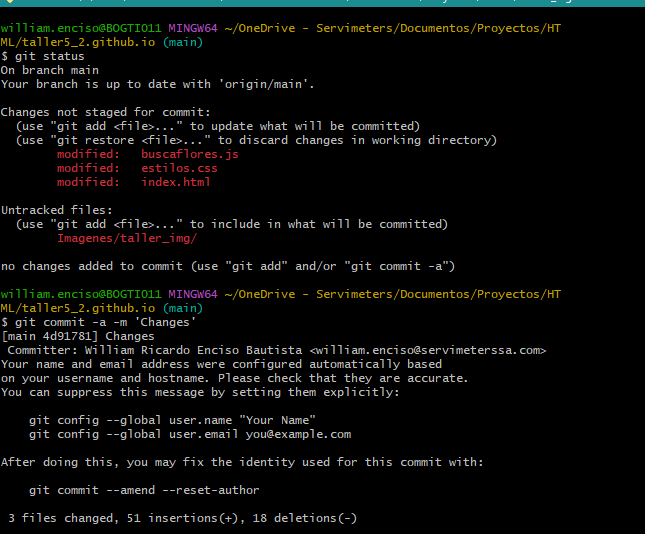 william.enciso@BOGTIO11 MINGW64 ~/OneDrive - Servimeters/Documentos/Proyectos/HT
ML/taller5_2.github.io (main)
$ git status
On branch main
Your branch is up to date with 'origin/main'.
Changes not staged for commit:
(use "git add <file>..." to update what will be committed)
(use "git restore <file>..." to discard changes in working directory)
modified: buscaflores.js
modified: estilos.css
modified: index.html
Untracked files:
(use "git add <file>..." to include in what will be committed)
Imagenes/taller_img/
no changes added to commit (use "git add" and/or "git commit -a")
william.enciso@BOGTIO11 MINGW64 ~/OneDrive - Servimeters/Documentos/Proyectos/HT
ML/taller5_2.github.io (main)
$ git commit -a -m 'Changes'
[main 4d91781] Changes
Committer: William Ricardo Enciso Bautista <william.enciso@servimeterssa.com>
Your name and email address were configured automatically based
on your username and hostname. Please check that they are accurate.
You can suppress this message by setting them explicitly:
git config --global user.name "Your Name"
git config --global user.email you@example.com
After doing this, you may fix the identity used for this commit with:
git commit --amend --reset-author
3 files changed, 51 insertions(+), 18 deletions(-)